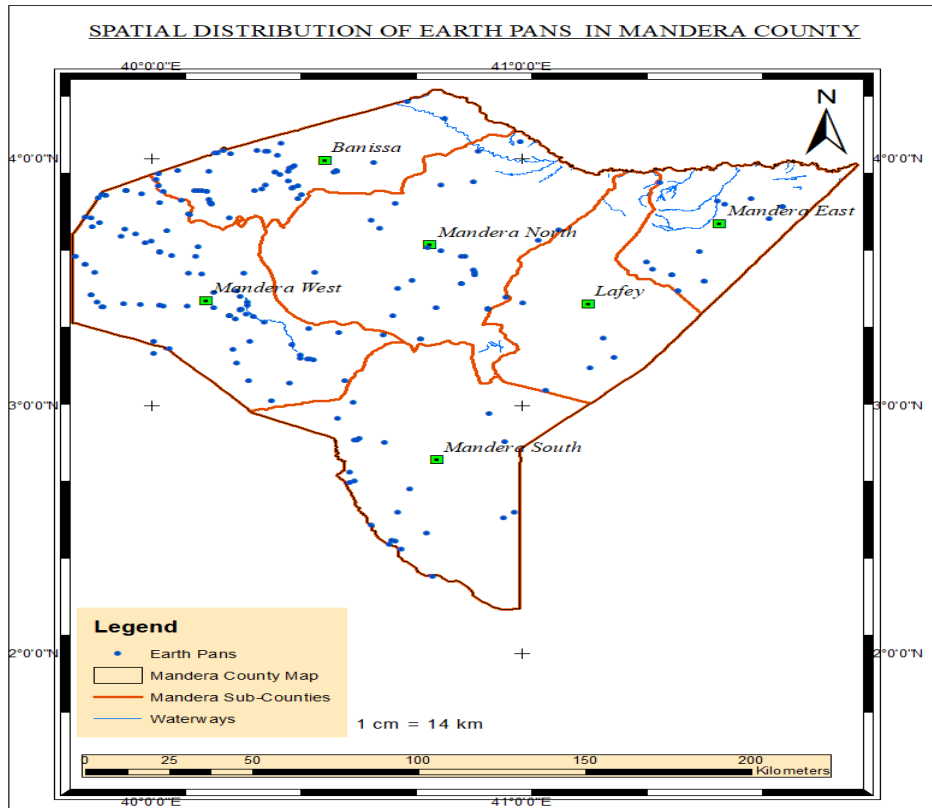 SPATIAL DISTRIBUTION OF EARTH PANS IN MANDERA COUNTY
40°0'0"E 41°0'0"E
N
4°0'0"N 4°0'0"N
Banissa
Mandera East
Mandera North
Mandera West
Lafey
3°0'0"N 3°0'0"N
Mandera South
Legend
Earth Pans
Mandera County Map
Mandera Sub-Counties
Waterways
2°0'0"N 2°0'0"N
1 cm = 14 km
0 25 50 100 150 200
Kilometers
40°0'0"E 41°0'0"E